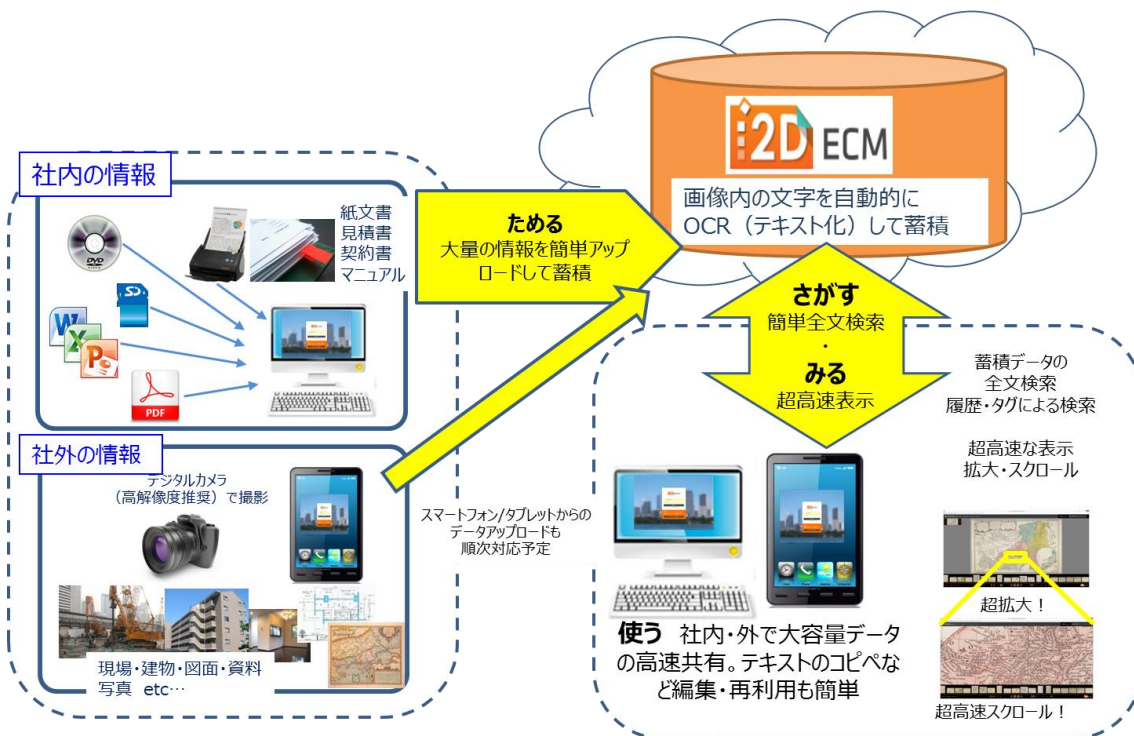 2D ECM
画像内の文字を自動的に
OCR（テキスト化）して蓄積
社内の情報
紙文書
見積書
契約書
マニュアル
DVD
SD
W
X
P
PDF
ためる
大量の情報を簡単アップ
ロードして蓄積
社外の情報
デジタルカメラ
（高解像度推奨）で撮影
現場・建物・図面・資料
写真 etc…
スマートフォン/タブレットからの
データアップロードも
順次対応予定
さがす
簡単全文検索
・
みる
超高速表示
蓄積データの
全文検索
履歴・タグによる検索
超高速な表示
拡大・スクロール
超拡大！
超高速スクロール！
使う 社内・外で大容量データ
の高速共有。テキストのコピペな
ど編集・再利用も簡単